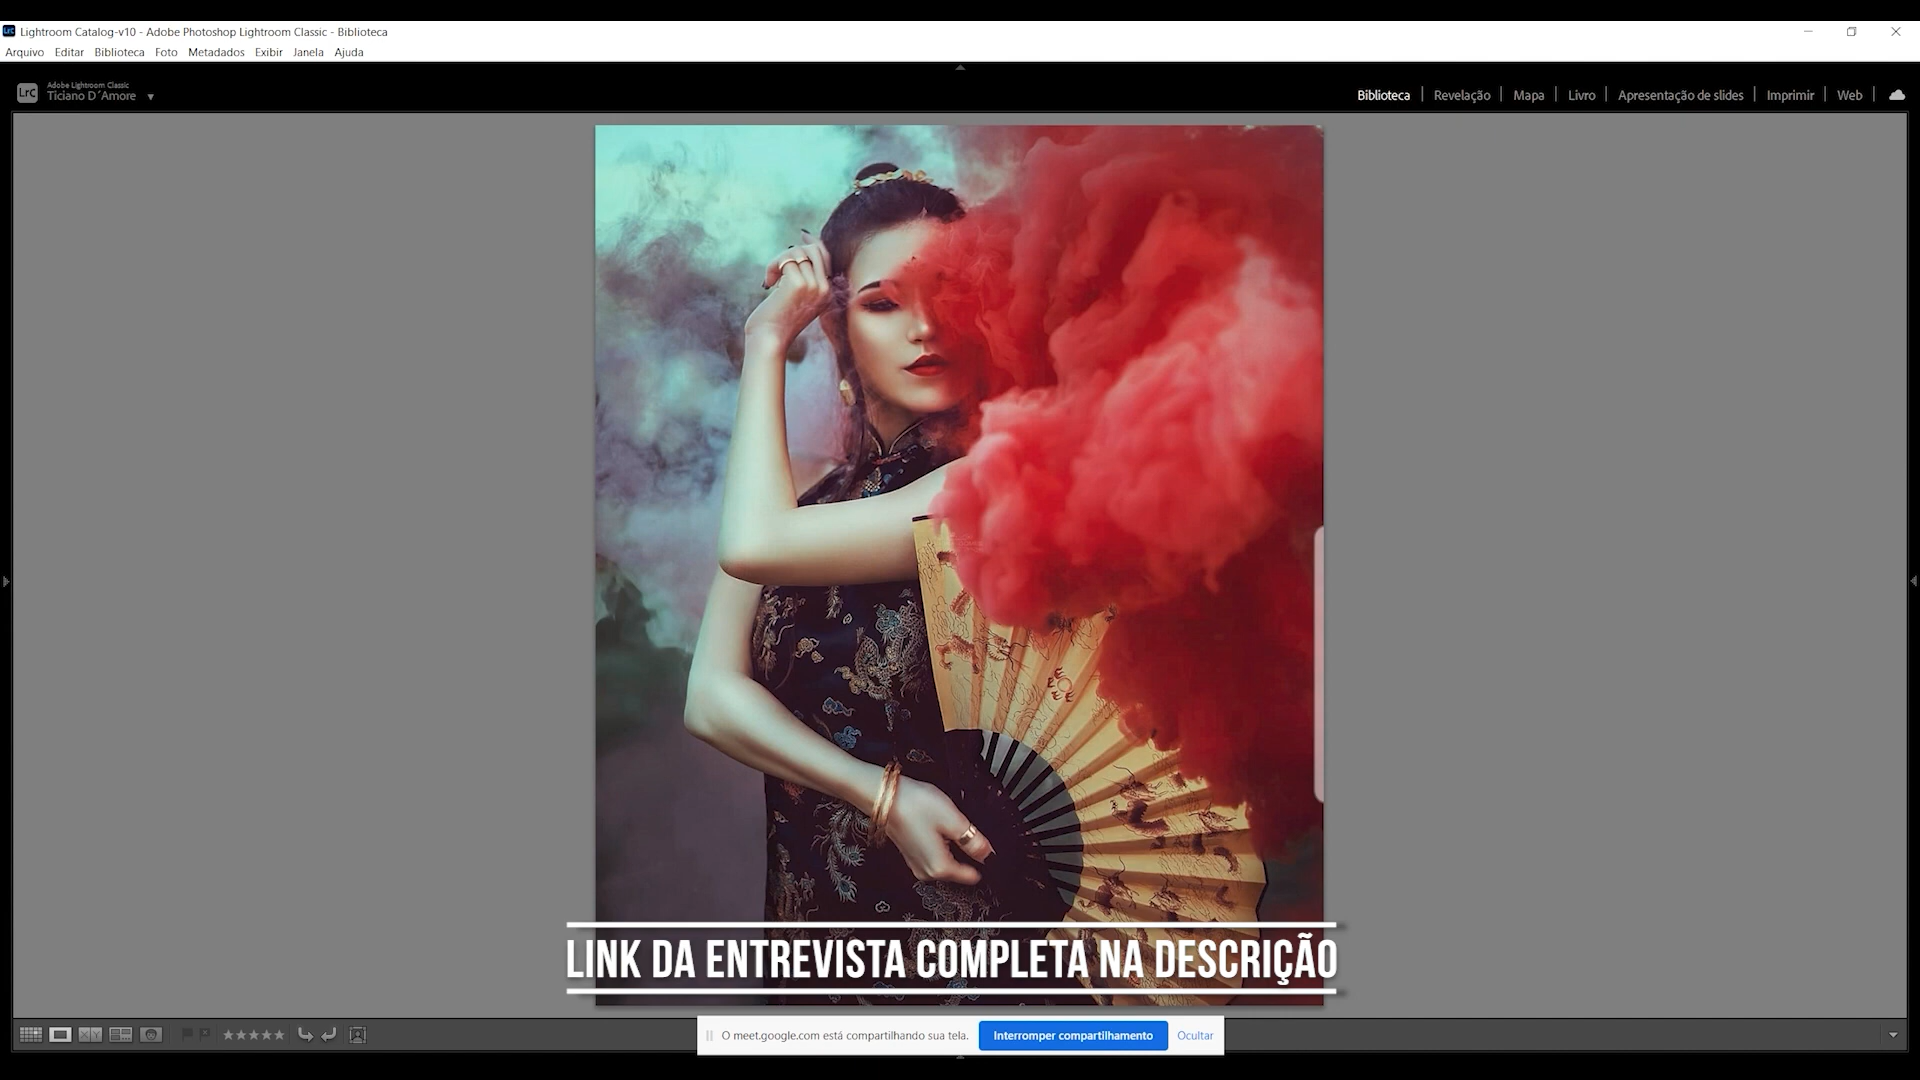 Lightroom Catalog-v10 - Adobe Photoshop Lightroom Classic - Biblioteca
Arquivo Editar Biblioteca Foto Metadados Exibir Janela Ajuda
LrC
Adobe Lightroom Classic
Ticiano D´Amore
Biblioteca | Revelação | Mapa | Livro | Apresentação de slides | Imprimir | Web |
LINK DA ENTREVISTA COMPLETA NA DESCRIÇÃO
O meet.google.com está compartilhando sua tela. Interromper compartilhamento Ocultar